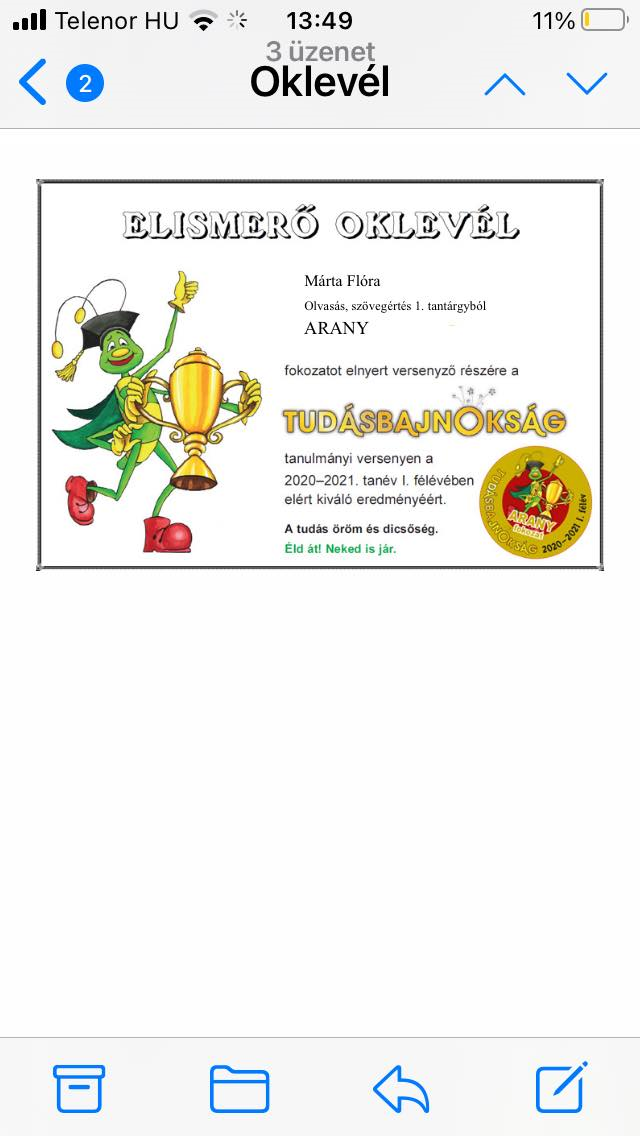 Telenor HU 13:49 11%
3 üzenet
2 Oklevél
ELISMERŐ OKLEVÉL
Márta Flóra
Olvasás, szövegértés 1. tantárgyból
ARANY
fokozatot elnyert versenyző részére a
TUDÁSBAJNOKSÁG
tanulmányi versenyen a
2020–2021. tanév I. félévében
elért kiváló eredményéért.
A tudás öröm és dicsőség.
Éld át! Neked is jár.
TUDÁSBAJNOKSÁG
ARANY
fokozat
2020–2021 I. félév